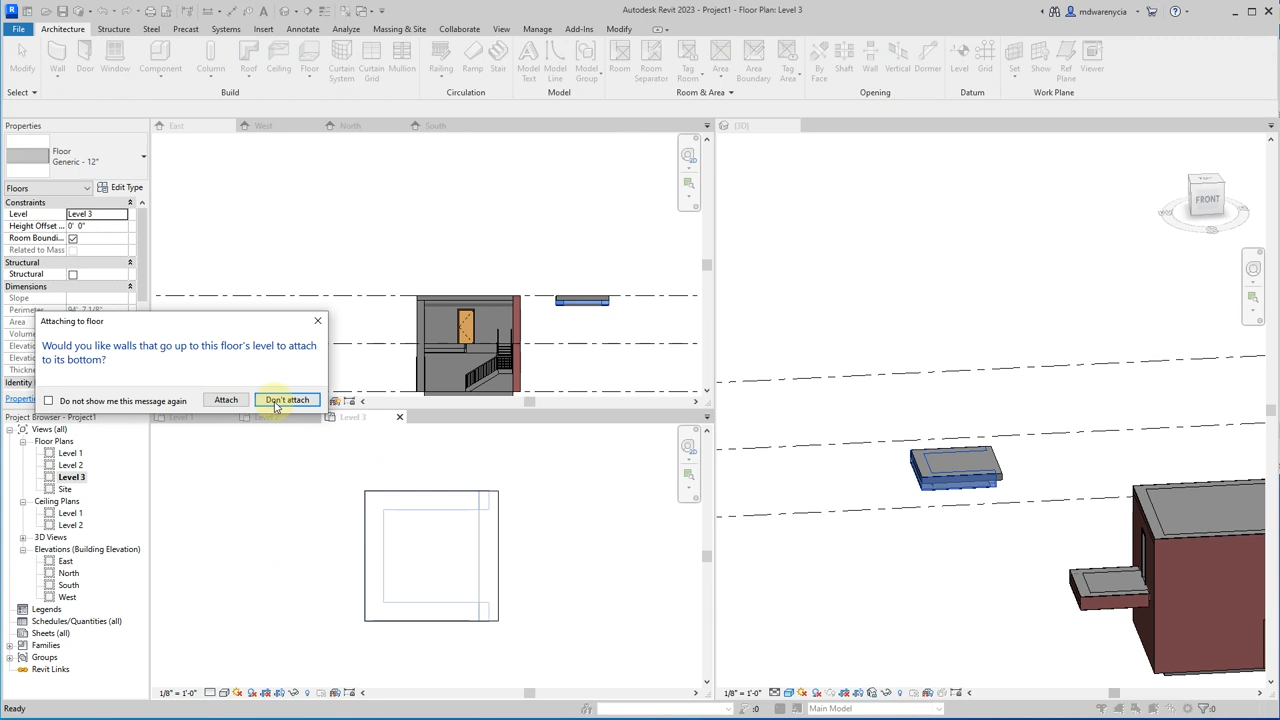 Autodesk Revit 2023 - Project1 - Floor Plan: Level 3
mdwarenycia
File Architecture Structure Steel Precast Systems Insert Annotate Analyze Massing & Site Collaborate View Manage Add-Ins Modify
Modify Wall Door Window Component Column Roof Ceiling Floor Curtain System Curtain Grid Mullion Railing Ramp Stair Model Text Model Line Model Group Room Room Separator Tag Room Area Area Boundary Tag Area By Face Shaft Wall Vertical Dormer Level Grid Set Show Ref Plane Viewer
Select Build Circulation Model Room & Area Opening Datum Work Plane
Properties
East West North South {3D}
Floor
Generic - 12"
Floors Edit Type
Constraints
Level Level 3
Height Offset ... 0' 0"
Room Boundi...
Related to Mass
Structural
Structural
Dimensions
Slope
Perimeter 94' 7 1/8"
Area
Volume
Elevatio
Elevatio
Thickne
Identity
Properti
Attaching to floor
Would you like walls that go up to this floor's level to attach
to its bottom?
Do not show me this message again Attach Don't attach
FRONT
Project Browser - Project1
Level 1 Level 3
Views (all)
Floor Plans
Level 1
Level 2
Level 3
Site
Ceiling Plans
Level 1
Level 2
3D Views
Elevations (Building Elevation)
East
North
South
West
Legends
Schedules/Quantities (all)
Sheets (all)
Families
Groups
Revit Links
1/8" = 1'-0" 1/8" = 1'-0"
Ready :0 Main Model :0